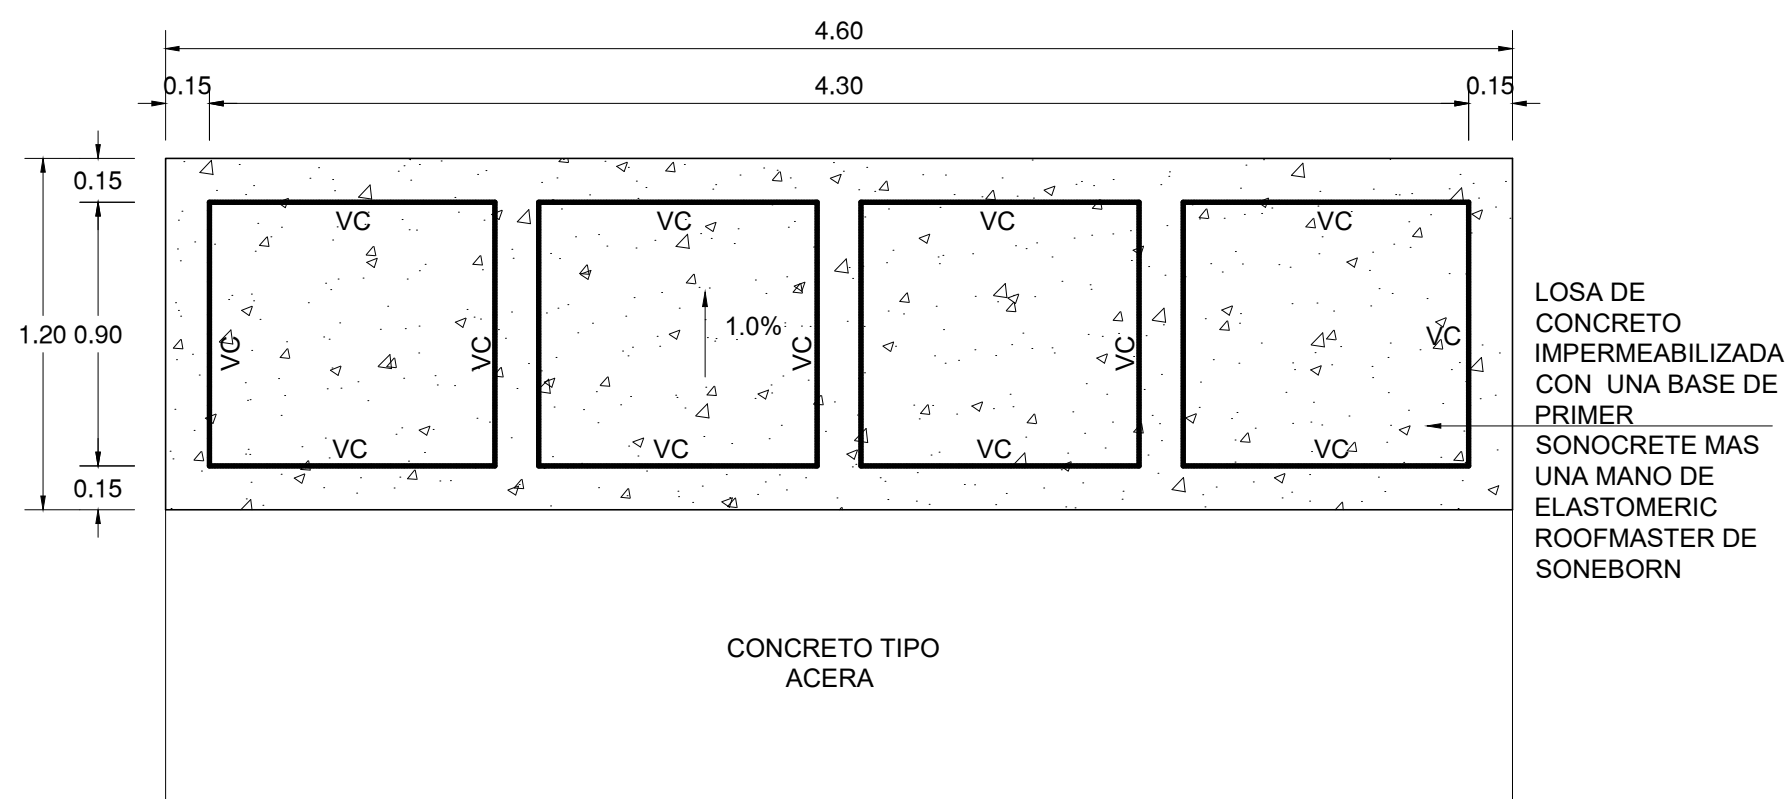 4.60
0.15
4.30
0.15
0.15
VC
VC
VC
VC
1.20
0.90
VC
VC
1.0%
VC
VC
VC
VC
VC
VC
VC
0.15
LOSA DE
CONCRETO
IMPERMEABILIZADA
CON UNA BASE DE
PRIMER
SONOCRETE MAS
UNA MANO DE
ELASTOMERIC
ROOFMASTER DE
SONEBORN
CONCRETO TIPO
ACERA